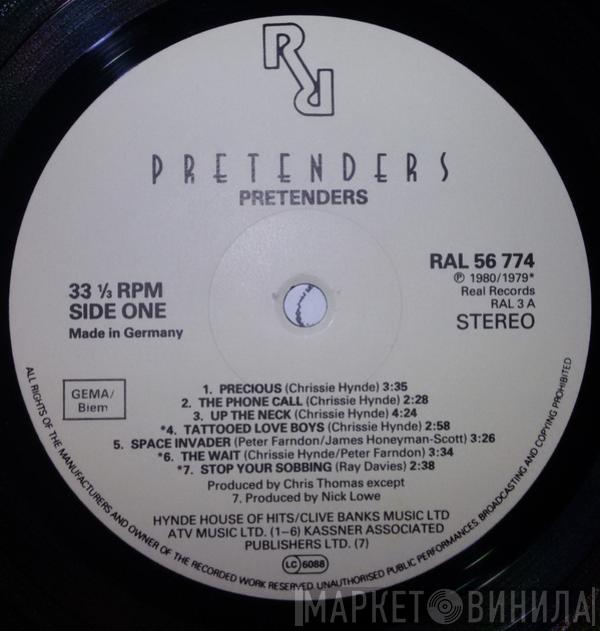 PRETENDERS
PRETENDERS
33 ⅓ RPM
SIDE ONE
Made in Germany
RAL 56 774
℗ 1980/1979*
Real Records
RAL 3 A
STEREO
GEMA/
Biem
1. PRECIOUS (Chrissie Hynde) 3:35
2. THE PHONE CALL (Chrissie Hynde) 2:28
3. UP THE NECK (Chrissie Hynde) 4:24
*4. TATTOOED LOVE BOYS (Chrissie Hynde) 2:58
5. SPACE INVADER (Peter Farndon/James Honeyman-Scott) 3:26
*6. THE WAIT (Chrissie Hynde/Peter Farndon) 3:34
*7. STOP YOUR SOBBING (Ray Davies) 2:38
Produced by Chris Thomas except
7. Produced by Nick Lowe
HYNDE HOUSE OF HITS/CLIVE BANKS MUSIC LTD
ATV MUSIC LTD. (1–6) KASSNER ASSOCIATED
PUBLISHERS LTD. (7)
LC 6088
ALL RIGHTS OF THE MANUFACTURERS AND OWNER OF THE RECORDED WORK RESERVED. UNAUTHORISED PUBLIC PERFORMANCES, BROADCASTING AND COPYING PROHIBITED
МАРКЕТ ВИНИЛА